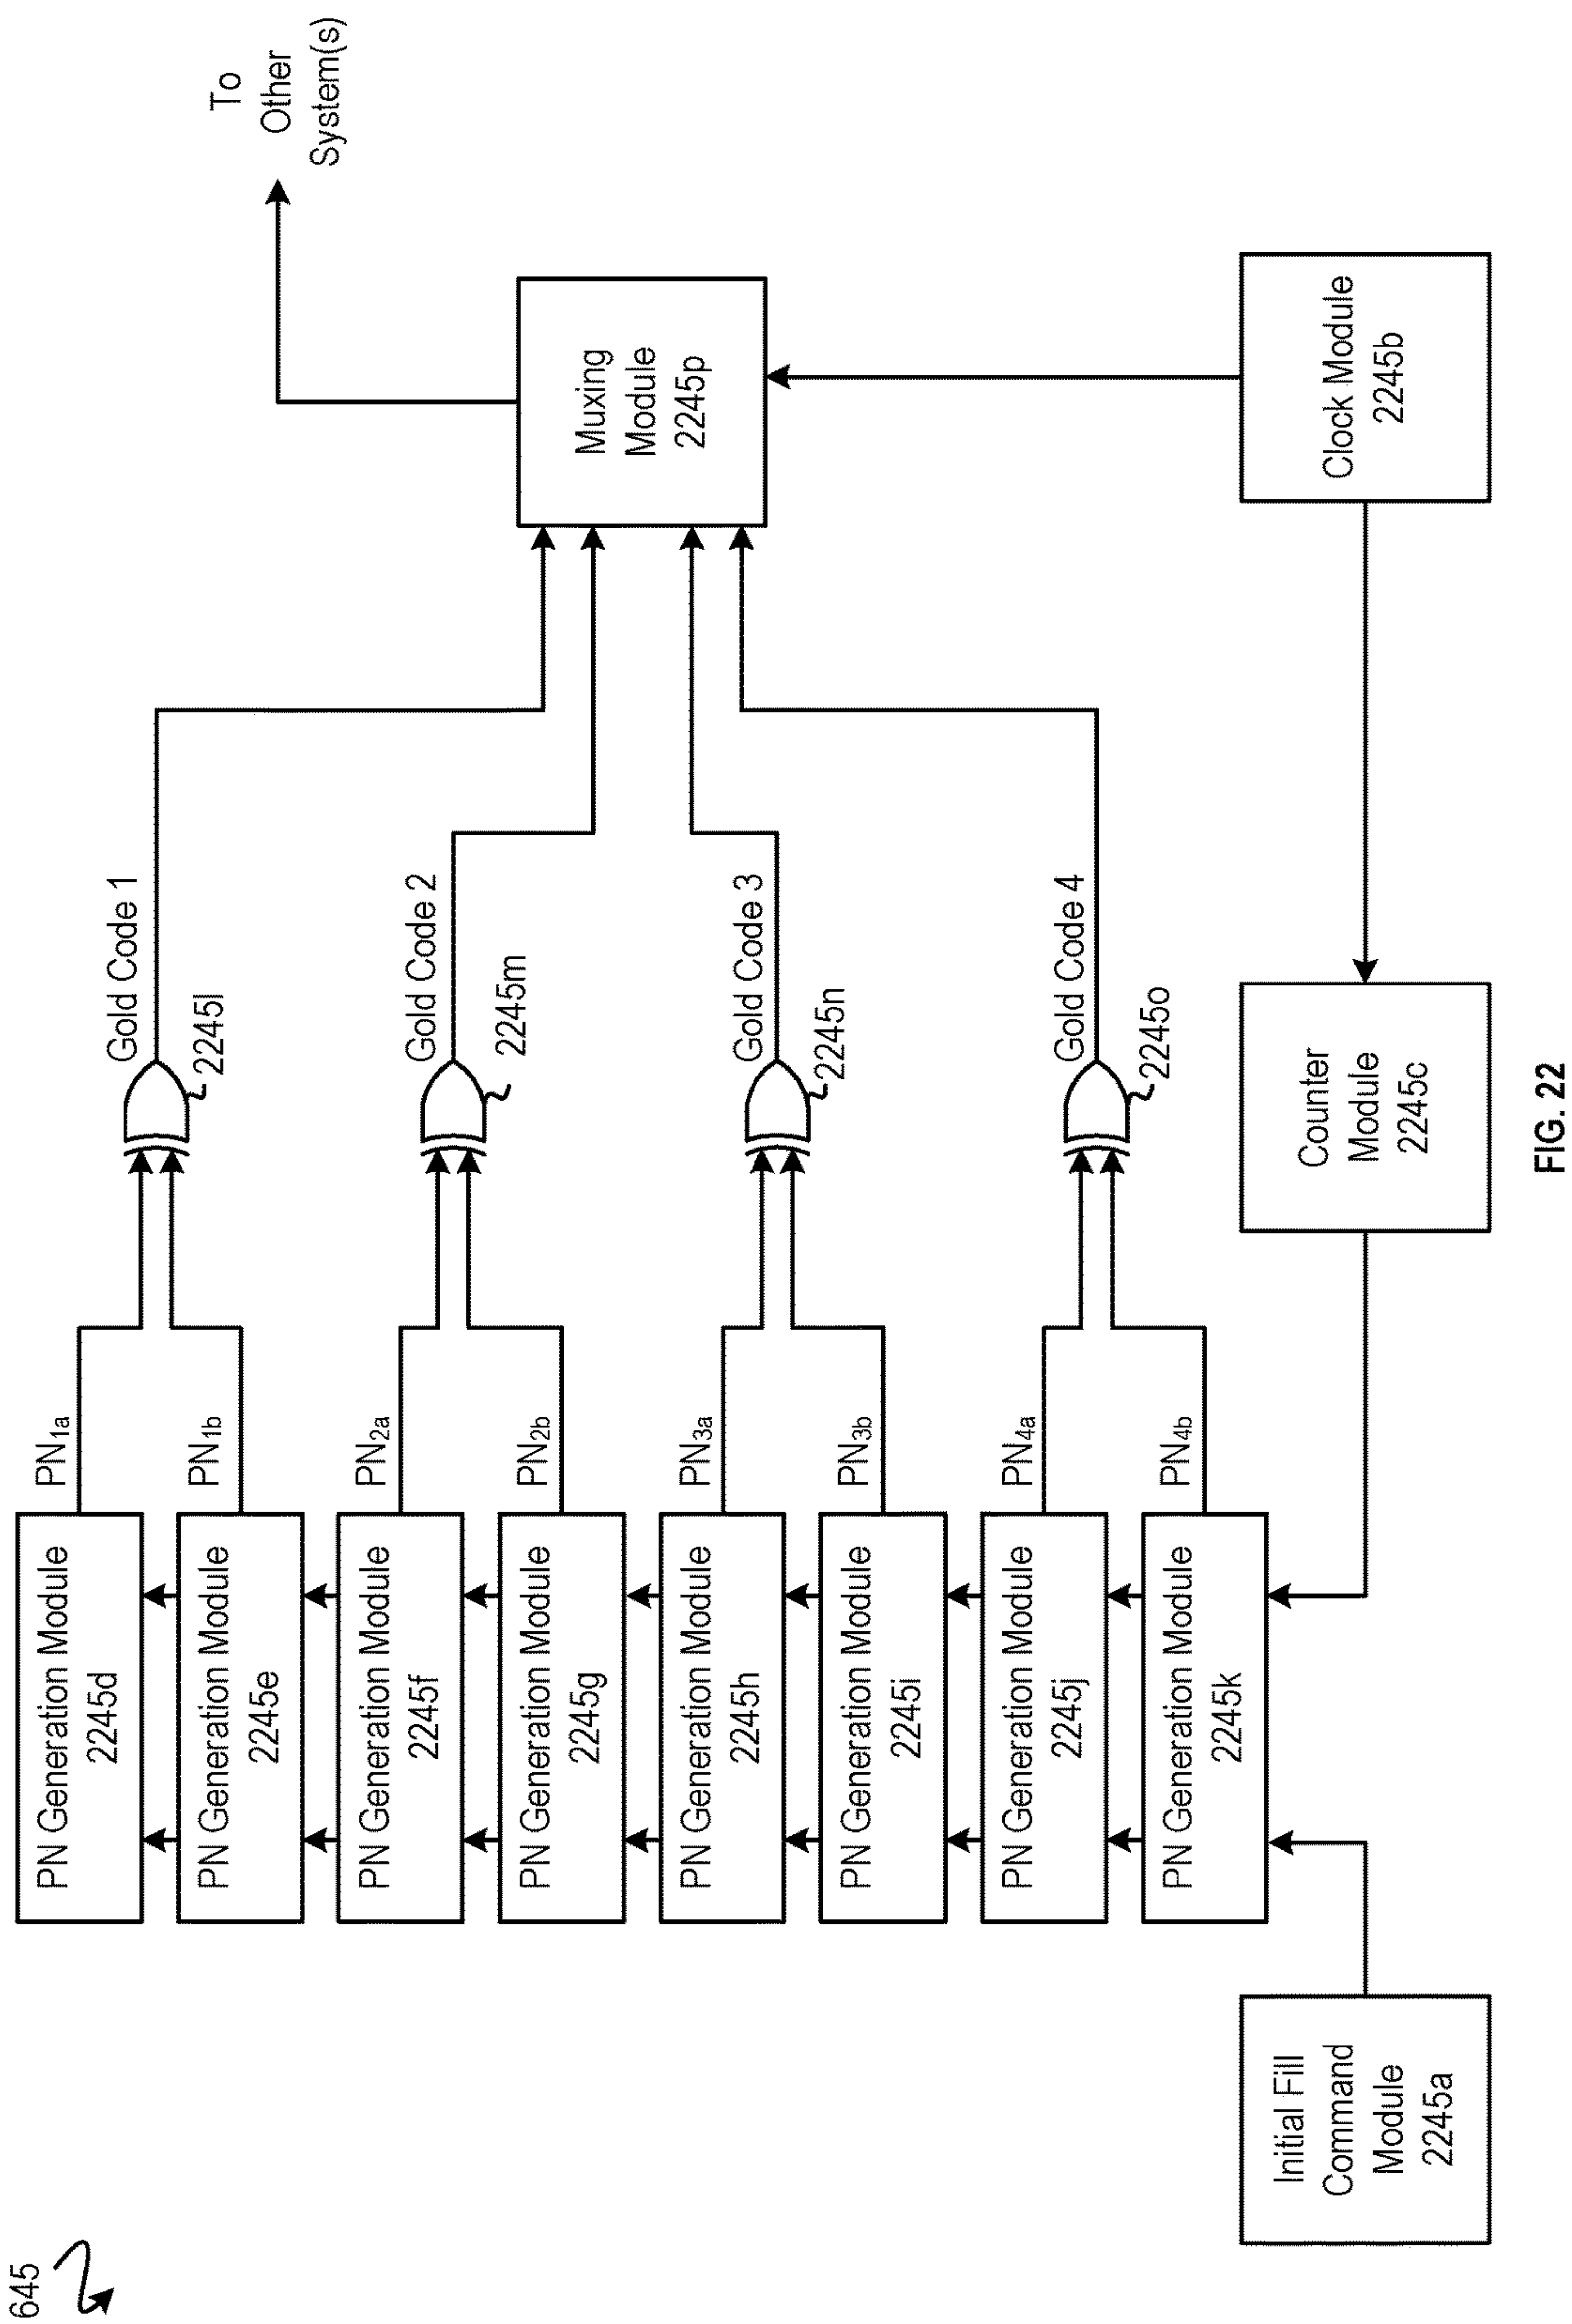 645
PN Generation Module
2245d
PN1a
PN Generation Module
2245e
PN1b
PN Generation Module
2245f
PN2a
PN Generation Module
2245g
PN2b
PN Generation Module
2245h
PN3a
PN Generation Module
2245i
PN3b
PN Generation Module
2245j
PN4a
PN Generation Module
2245k
PN4b
Gold Code 1
2245l
Gold Code 2
2245m
Gold Code 3
2245n
Gold Code 4
2245o
Muxing
Module
2245p
To
Other
System(s)
Initial Fill
Command
Module
2245a
Counter
Module
2245c
Clock Module
2245b
FIG. 22